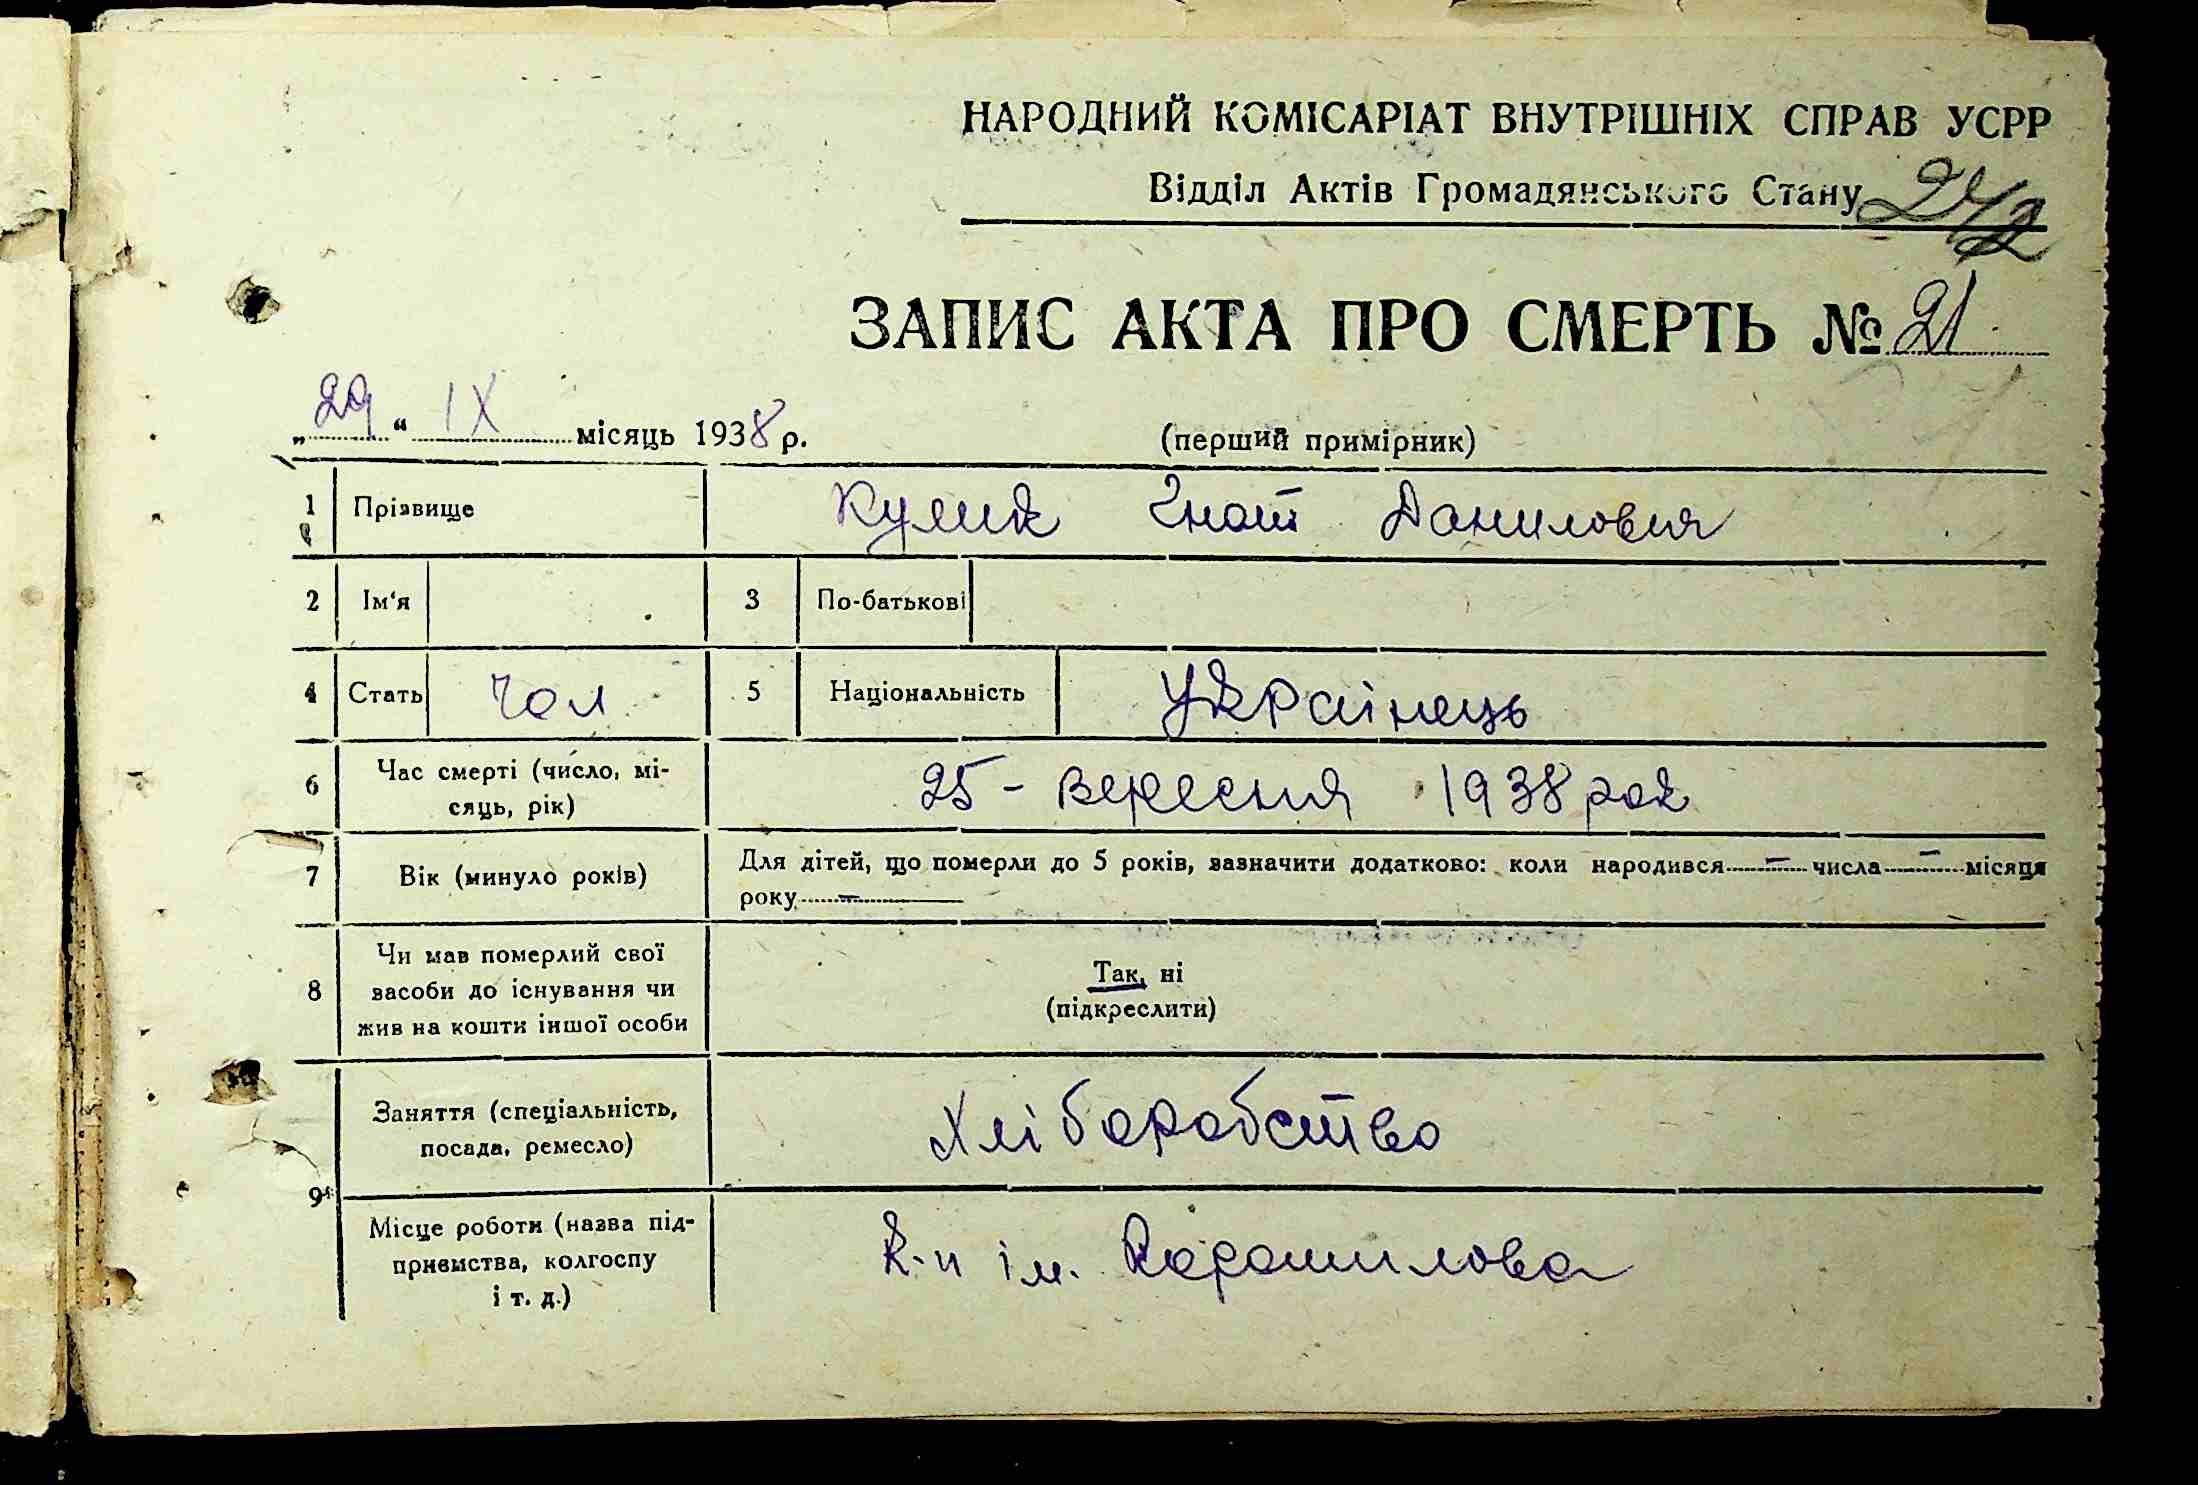 НАРОДНИЙ КОМІСАРІАТ ВНУТРІШНІХ СПРАВ УСРР
Відділ Актів Громадянського Стану
ЗАПИС АКТА ПРО СМЕРТЬ № 21
„29“ IX місяць 1938 р. (перший примірник)
1 Прізвище Кулик Гнат Данилович
2 Ім‘я 3 По-батькові
4 Стать чол 5 Національність Українець
6 Час смерті (число, мі-
сяць, рік) 25 - вересня 1938 рок
7 Вік (минуло років) Для дітей, що померли до 5 років, зазначити додатково: коли народився — числа — місяця
року —
8 Чи мав померлий свої
засоби до існування чи
жив на кошти іншої особи
Так, ні
(підкреслити)
9 Заняття (спеціальність,
посада, ремесло) Хліборобство
Місце роботи (назва під-
приємства, колгоспу
і т. д.)
ім. Ворошилова